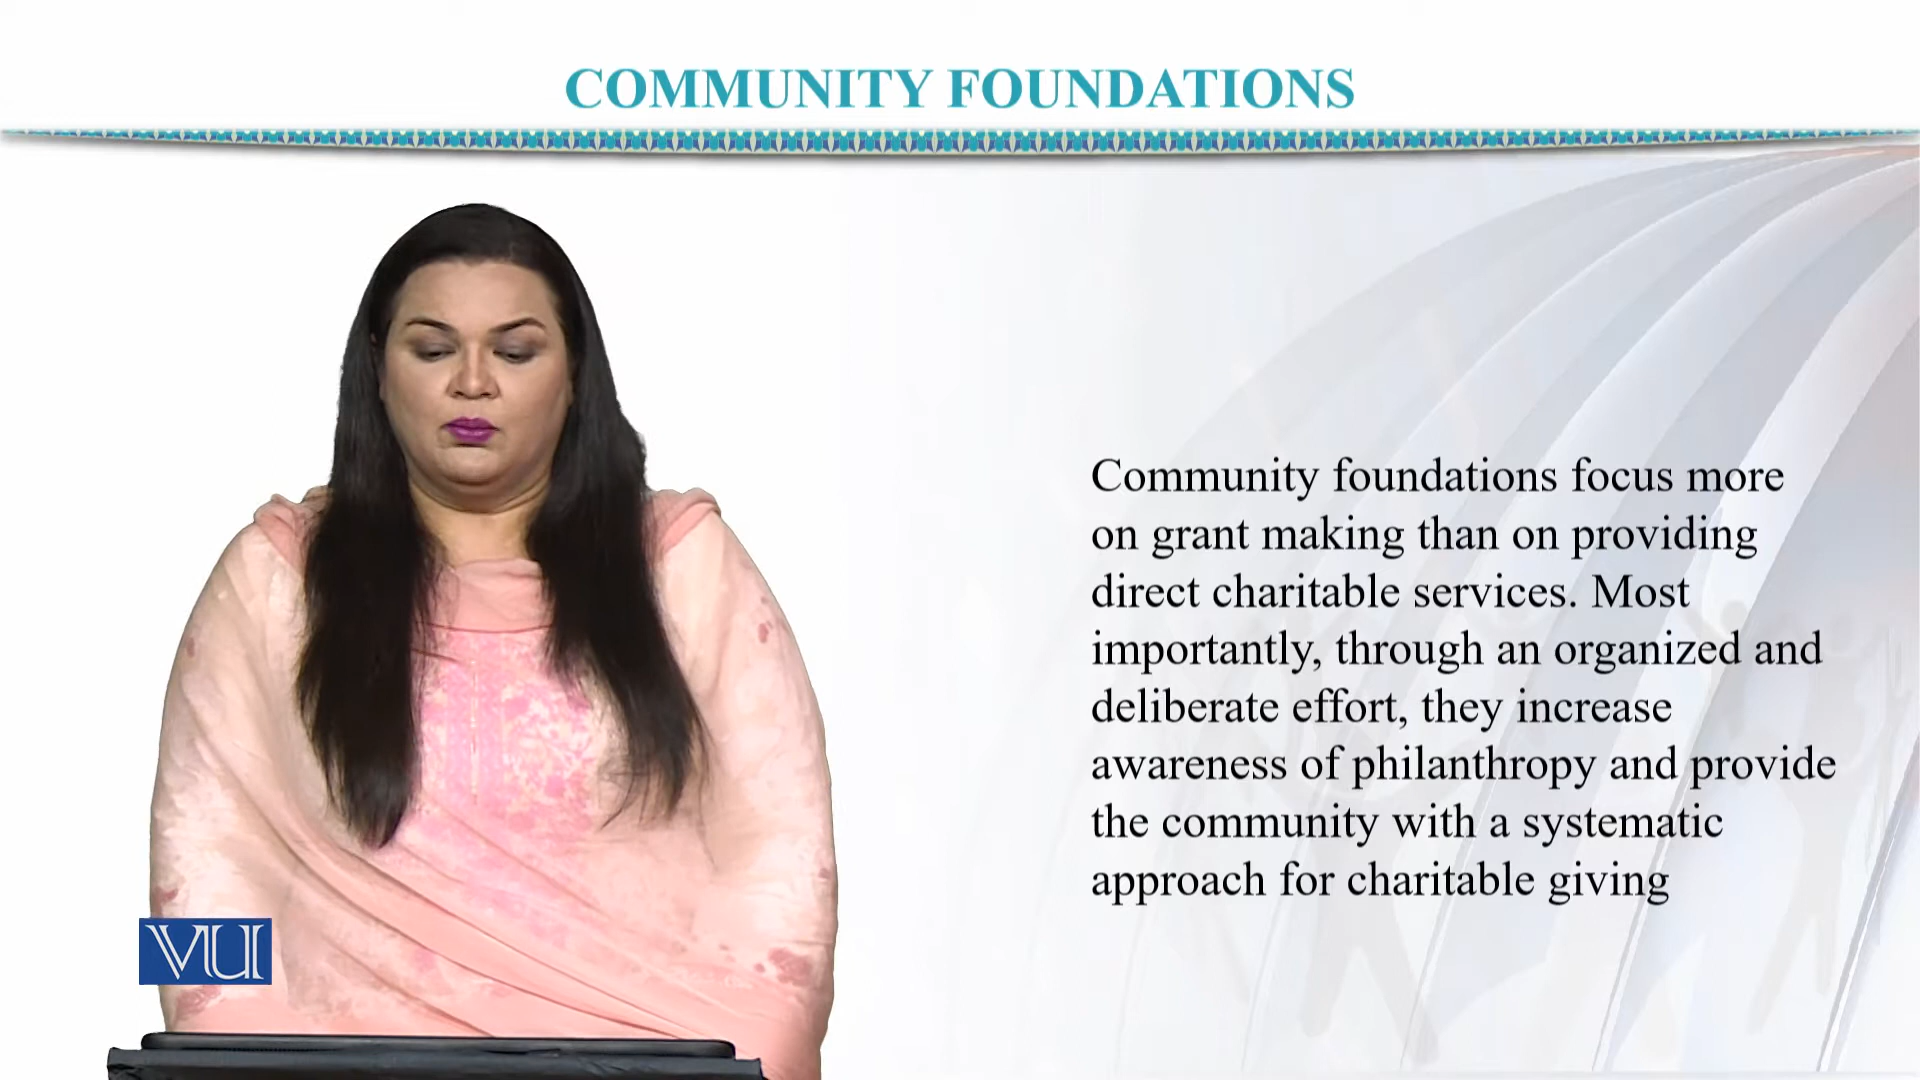 COMMUNITY FOUNDATIONS
Community foundations focus more
on grant making than on providing
direct charitable services. Most
importantly, through an organized and
deliberate effort, they increase
awareness of philanthropy and provide
the community with a systematic
approach for charitable giving
VU